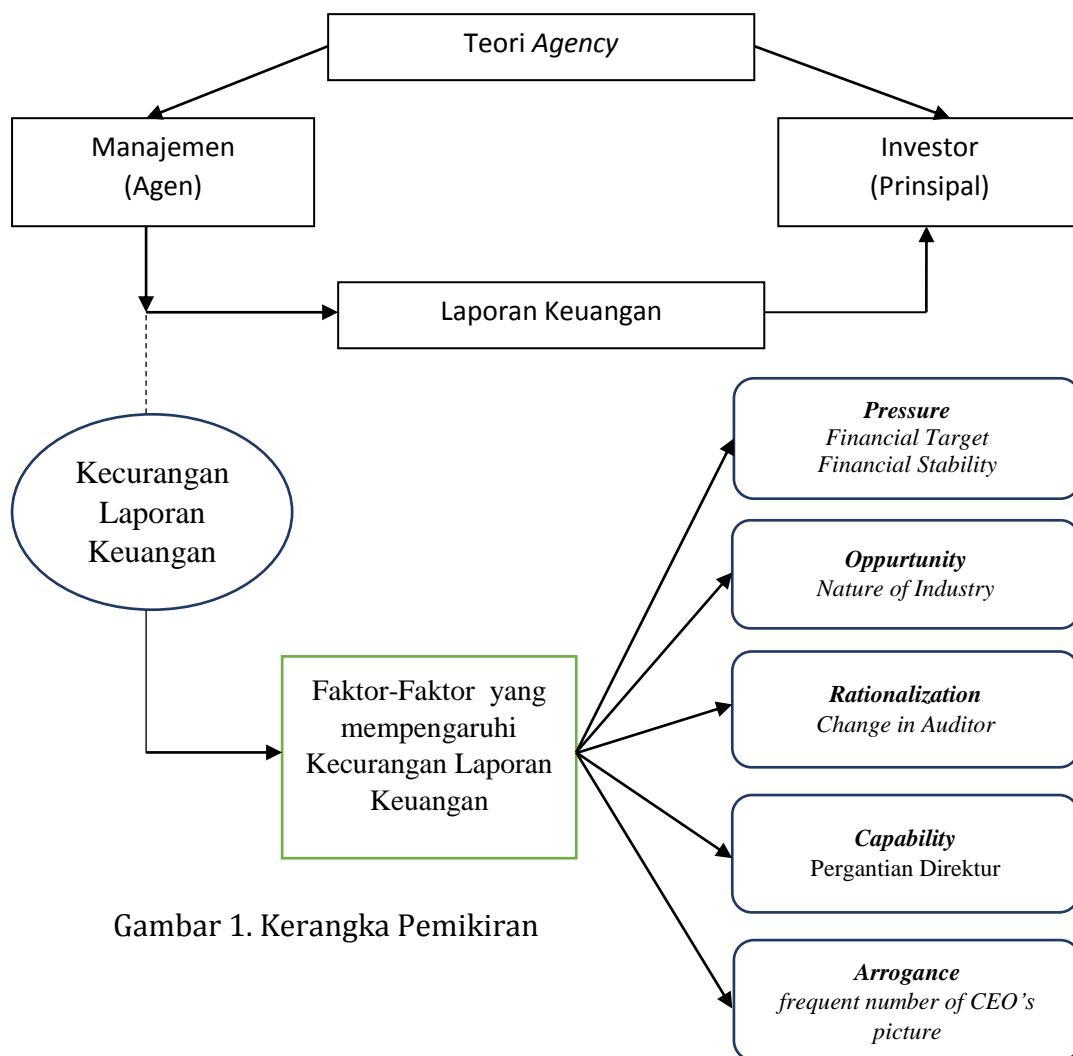 Teori Agency
Manajemen
(Agen)
Investor
(Prinsipal)
Laporan Keuangan
Kecurangan
Laporan
Keuangan
Faktor-Faktor yang
mempengaruhi
Kecurangan Laporan
Keuangan
Pressure
Financial Target
Financial Stability
Oppurtunity
Nature of Industry
Rationalization
Change in Auditor
Capability
Pergantian Direktur
Arrogance
frequent number of CEO’s
picture
Gambar 1. Kerangka Pemikiran